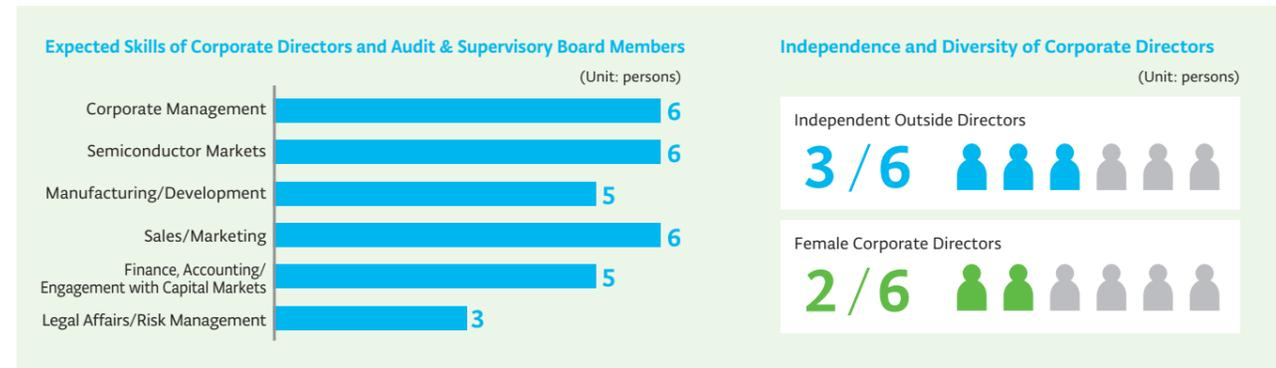 Expected Skills of Corporate Directors and Audit & Supervisory Board Members
(Unit: persons)
Corporate Management 6
Semiconductor Markets 6
Manufacturing/Development 5
Sales/Marketing 6
Finance, Accounting/
Engagement with Capital Markets 5
Legal Affairs/Risk Management 3
Independence and Diversity of Corporate Directors
(Unit: persons)
Independent Outside Directors
3 / 6
Female Corporate Directors
2 / 6